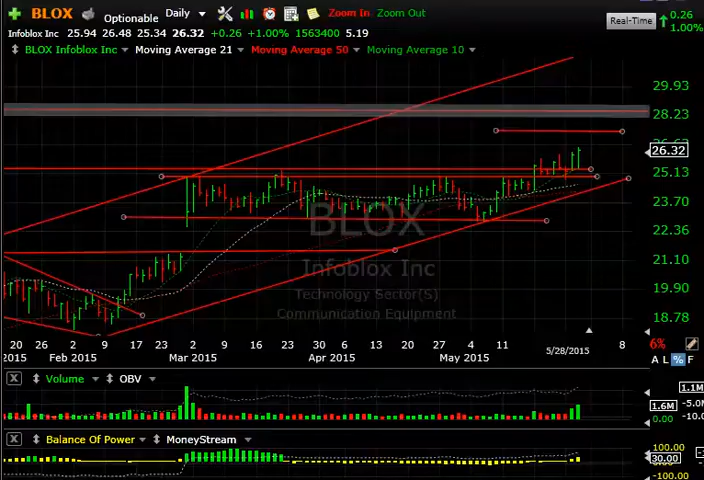 BLOX Optionable Daily Zoom In Zoom Out Real-Time 0.26
1.00%
Infoblox Inc 25.94 26.48 25.34 26.32 +0.26 +1.00% 1563400 5.19
BLOX Infoblox Inc Moving Average 21 Moving Average 50 Moving Average 10
29.93
28.23
26.32
25.13
23.70
22.36
21.10
19.90
18.78
BLOX
Infoblox Inc
Technology Sector(S)
Communication Equipment
20 26 2 9 17 23 2 9 16 23 30 6 13 20 27 4 11 5/28/2015 8
2015 Feb 2015 Mar 2015 Apr 2015 May 2015
6%
A L % F
X Volume OBV
1.1M
1.6M -5.0M
0.00 -10.0
X Balance Of Power MoneyStream
100.00
30.00
-100.00